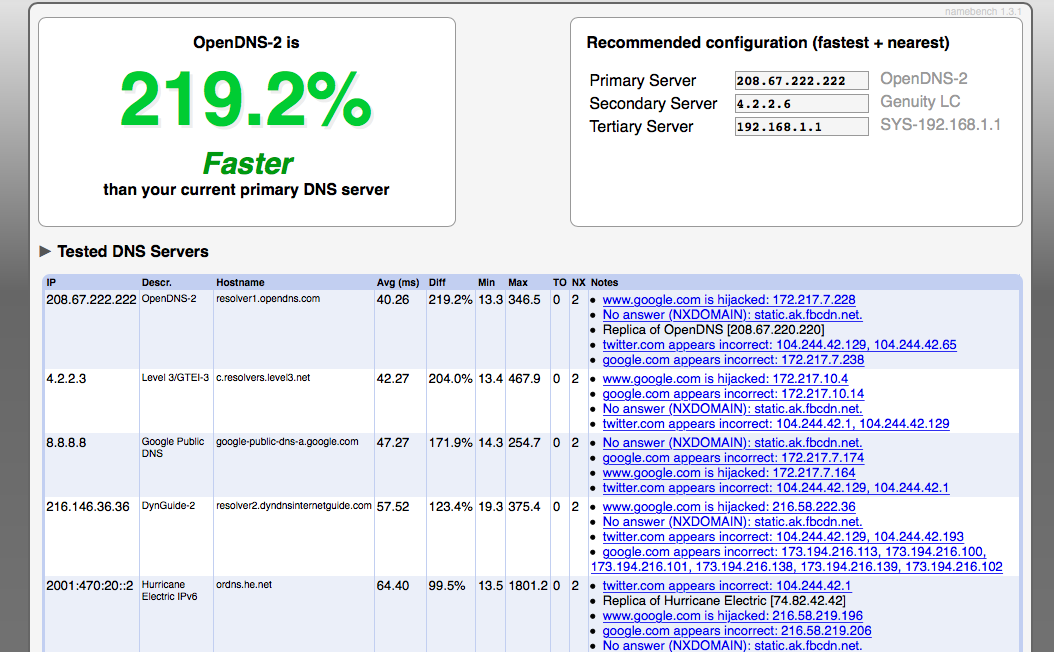 namebench 1.3.1
OpenDNS-2 is
219.2%
Faster
than your current primary DNS server
Recommended configuration (fastest + nearest)
Primary Server 208.67.222.222 OpenDNS-2
Secondary Server 4.2.2.6 Genuity LC
Tertiary Server 192.168.1.1 SYS-192.168.1.1
Tested DNS Servers
IP Descr. Hostname Avg (ms) Diff Min Max TO NX Notes
208.67.222.222 OpenDNS-2 resolver1.opendns.com 40.26 219.2% 13.3 346.5 0 2 • www.google.com is hijacked: 172.217.7.228
• No answer (NXDOMAIN): static.ak.fbcdn.net.
• Replica of OpenDNS [208.67.220.220]
• twitter.com appears incorrect: 104.244.42.129, 104.244.42.65
• google.com appears incorrect: 172.217.7.238
4.2.2.3 Level 3/GTEI-3 c.resolvers.level3.net 42.27 204.0% 13.4 467.9 0 2 • www.google.com is hijacked: 172.217.10.4
• google.com appears incorrect: 172.217.10.14
• No answer (NXDOMAIN): static.ak.fbcdn.net.
• twitter.com appears incorrect: 104.244.42.1, 104.244.42.129
8.8.8.8 Google Public google-public-dns-a.google.com 47.27 171.9% 14.3 254.7 0 2 • No answer (NXDOMAIN): static.ak.fbcdn.net.
DNS • google.com appears incorrect: 172.217.7.174
• www.google.com is hijacked: 172.217.7.164
• twitter.com appears incorrect: 104.244.42.129, 104.244.42.1
216.146.36.36 DynGuide-2 resolver2.dyndnsinternetguide.com 57.52 123.4% 19.3 375.4 0 2 • www.google.com is hijacked: 216.58.222.36
• No answer (NXDOMAIN): static.ak.fbcdn.net.
• twitter.com appears incorrect: 104.244.42.129, 104.244.42.193
• google.com appears incorrect: 173.194.216.113, 173.194.216.100,
173.194.216.101, 173.194.216.138, 173.194.216.139, 173.194.216.102
2001:470:20::2 Hurricane ordns.he.net 64.40 99.5% 13.5 1801.2 0 2 • twitter.com appears incorrect: 104.244.42.1
Electric IPv6 • Replica of Hurricane Electric [74.82.42.42]
• www.google.com is hijacked: 216.58.219.196
• google.com appears incorrect: 216.58.219.206
• No answer (NXDOMAIN): static.ak.fbcdn.net.